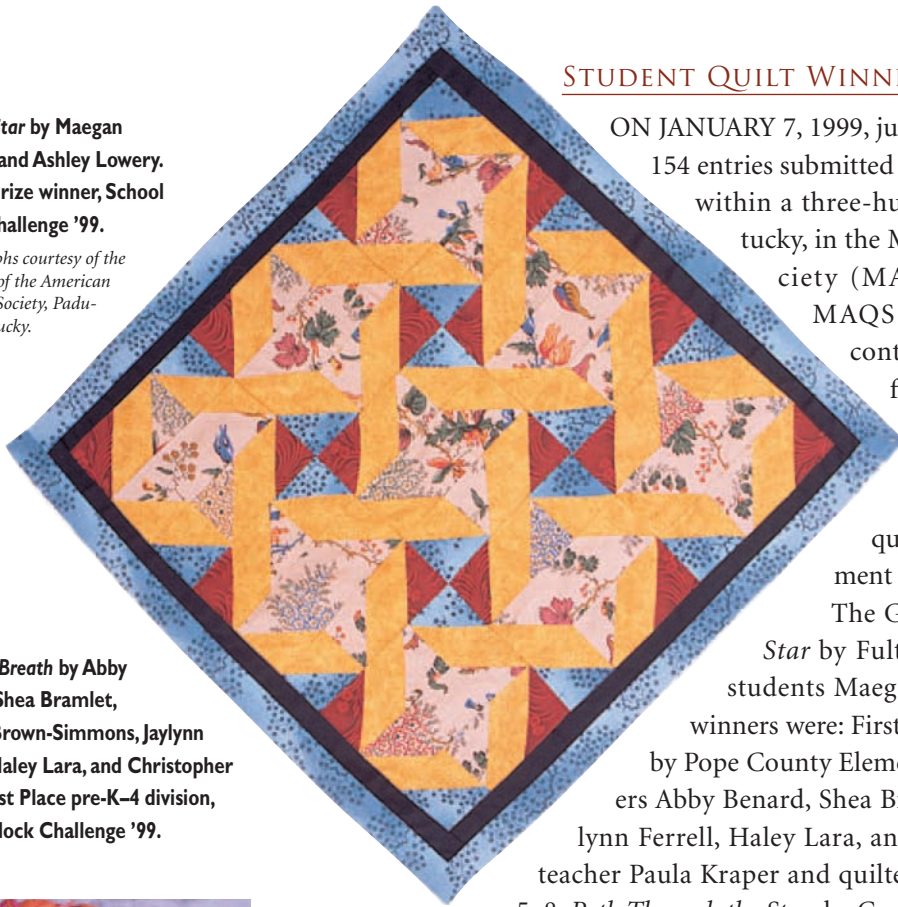 tar by Maegan
and Ashley Lowery.
rize winner, School
hallenge ’99.
phs courtesy of the
of the American
Society, Padu-
ucky.
Breath by Abby
Shea Bramlet,
Brown-Simmons, Jaylynn
Haley Lara, and Christopher
st Place pre-K–4 division,
lock Challenge ’99.
STUDENT QUILT WINN
ON JANUARY 7, 1999, ju
154 entries submitted
within a three-hu
tucky, in the M
ciety (MA
MAQS
cont
f
qu
ment
The G
Star by Fult
students Maeg
winners were: First
by Pope County Eleme
ers Abby Benard, Shea B
lynn Ferrell, Haley Lara, an
teacher Paula Kraper and quilte